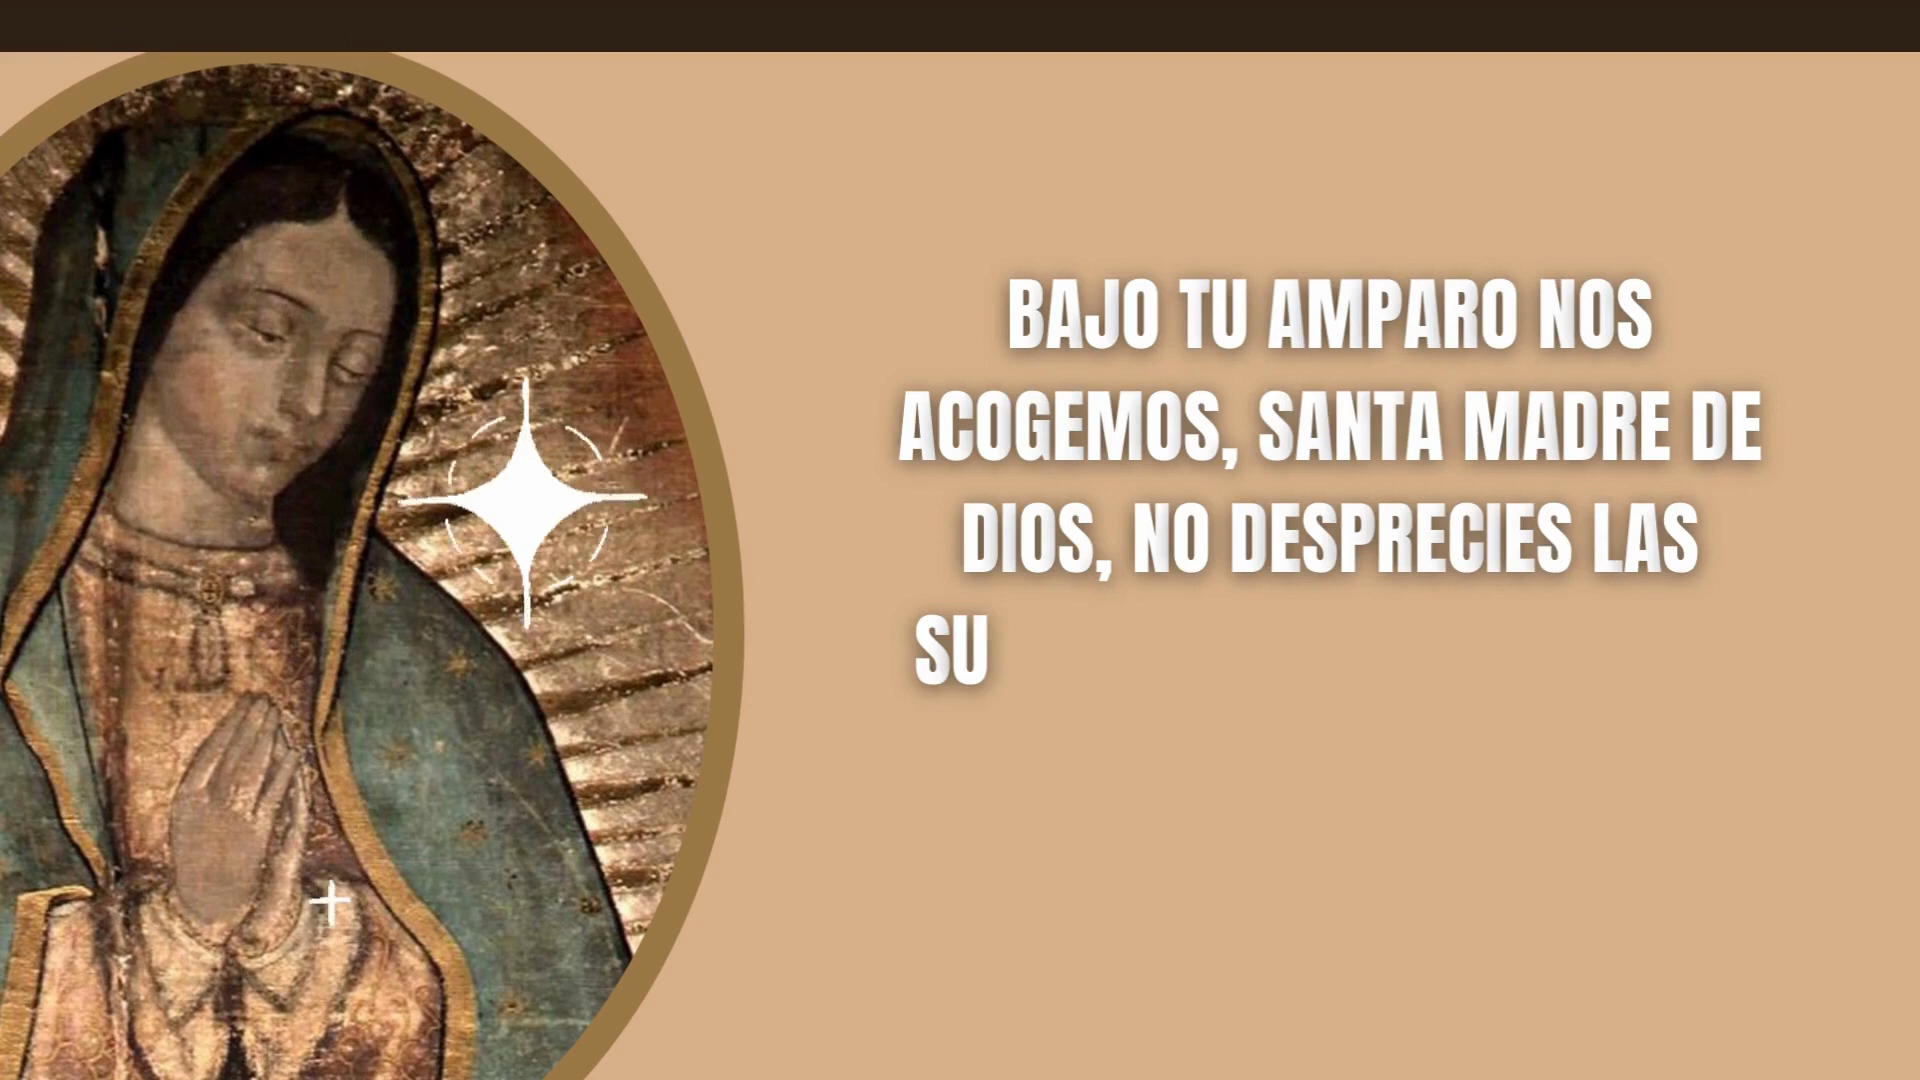 BAJO TU AMPARO NOS
ACOGEMOS, SANTA MADRE DE
DIOS, NO DESPRECIES LAS
SU